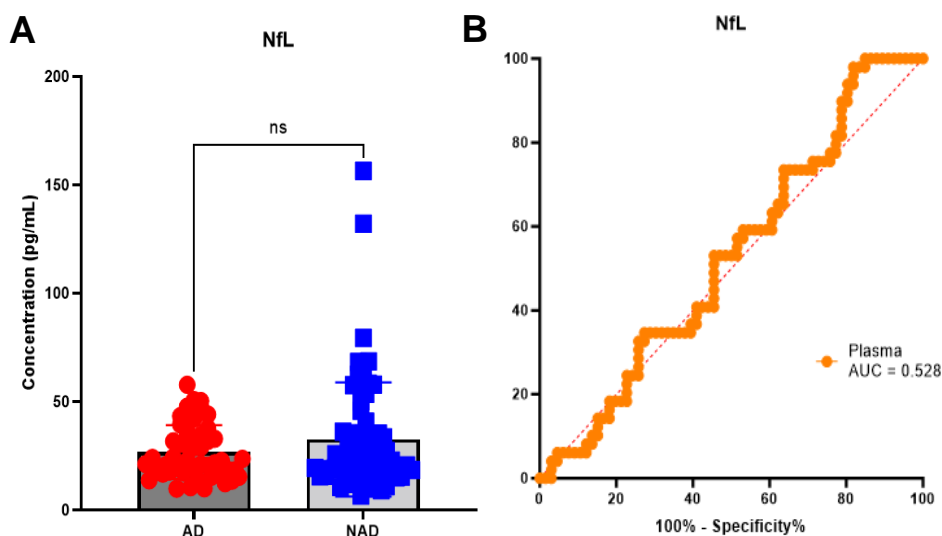 A
NfL
200
150
100
50
0
Concentration (pg/mL)
ns
AD
NAD
B
NfL
100
80
60
40
20
0
0
20
40
60
80
100
100% - Specificity%
Plasma
AUC = 0.528